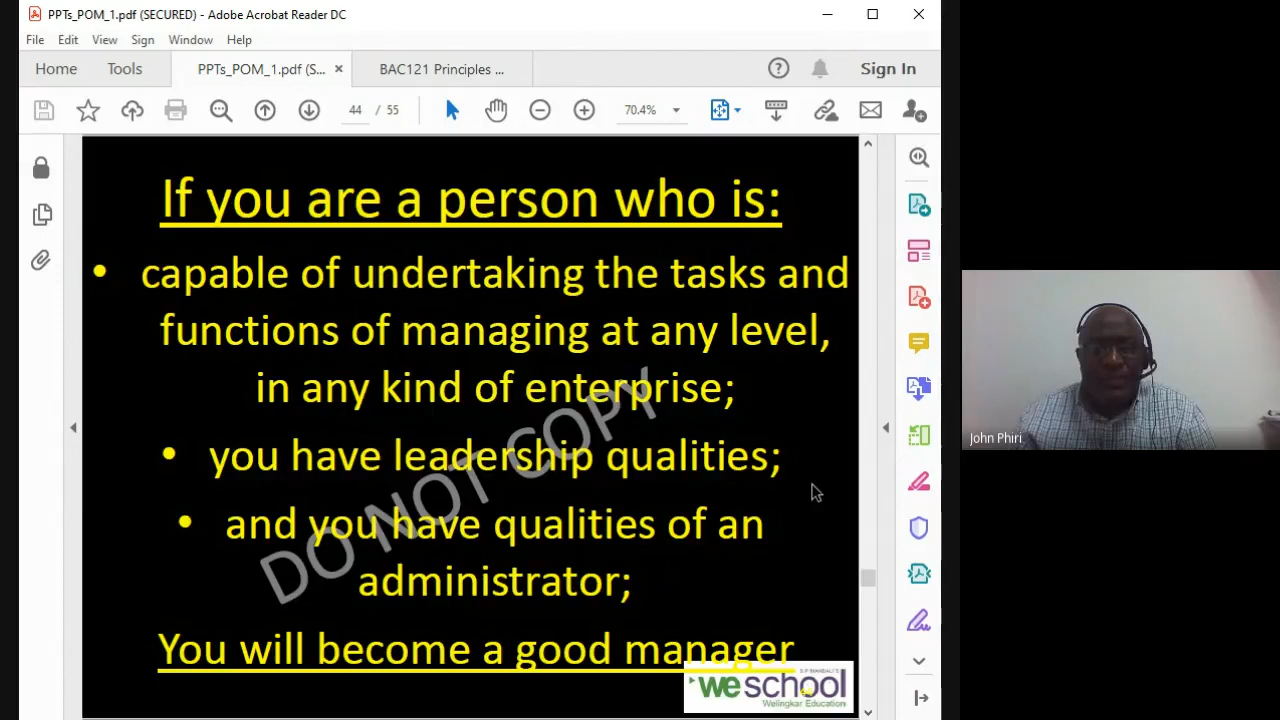 PPTs_POM_1.pdf (SECURED) - Adobe Acrobat Reader DC
File Edit View Sign Window Help
Home Tools PPTs_POM_1.pdf (S... × BAC121 Principles ... Sign In
44 / 55 70.4%
If you are a person who is:
• capable of undertaking the tasks and
functions of managing at any level,
in any kind of enterprise;
• you have leadership qualities;
• and you have qualities of an
administrator;
You will become a good manager
DO NOT COPY
S P MANDALI'S
weschool
Welingkar Education
John Phiri